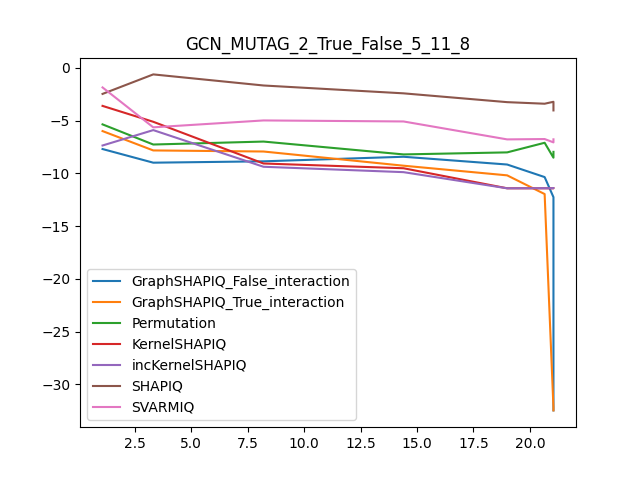 GCN_MUTAG_2_True_False_5_11_8
0
−5
−10
−15
−20
−25
−30
GraphSHAPIQ_False_interaction
GraphSHAPIQ_True_interaction
Permutation
KernelSHAPIQ
incKernelSHAPIQ
SHAPIQ
SVARMIQ
2.5 5.0 7.5 10.0 12.5 15.0 17.5 20.0